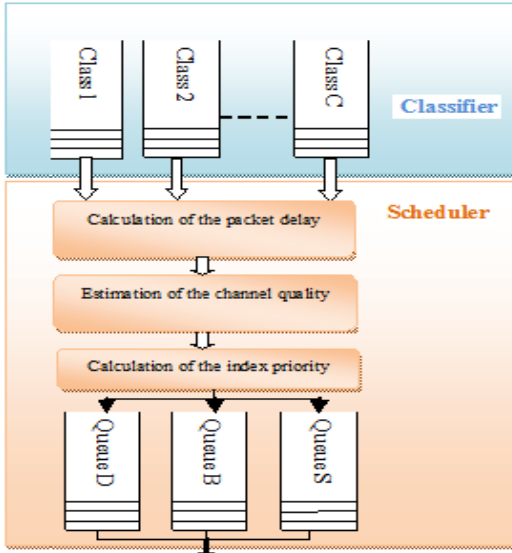 Class 1
Class 2
Class C
Classifier
Scheduler
Calculation of the packet delay
Estimation of the channel quality
Calculation of the index priority
Queue D
Queue B
Queue S